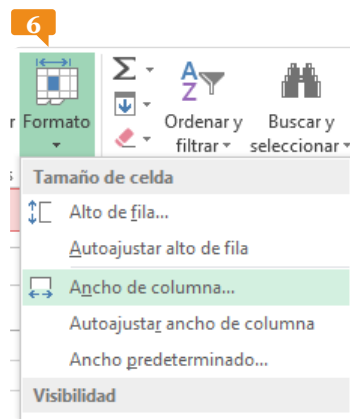 6
Formato
Ordenar y
filtrar
Buscar y
seleccionar
Tamaño de celda
Alto de fila...
Autoajustar alto de fila
Ancho de columna...
Autoajustar ancho de columna
Ancho predeterminado...
Visibilidad